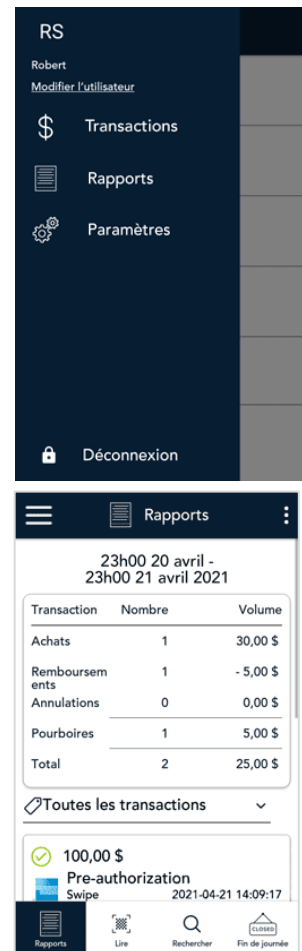 RS
Robert
Modifier l'utilisateur
Transactions
Rapports
Paramètres
Déconnexion
Rapports
23h00 20 avril -
23h00 21 avril 2021
Transaction Nombre Volume
Achats 1 30,00 $
Remboursem
ents 1 - 5,00 $
Annulations 0 0,00 $
Pourboires 1 5,00 $
Total 2 25,00 $
Toutes les transactions
100,00 $
Pre-authorization
Swipe 2021-04-21 14:09:17
CLOSED
Rapports Lire Rechercher Fin de journée